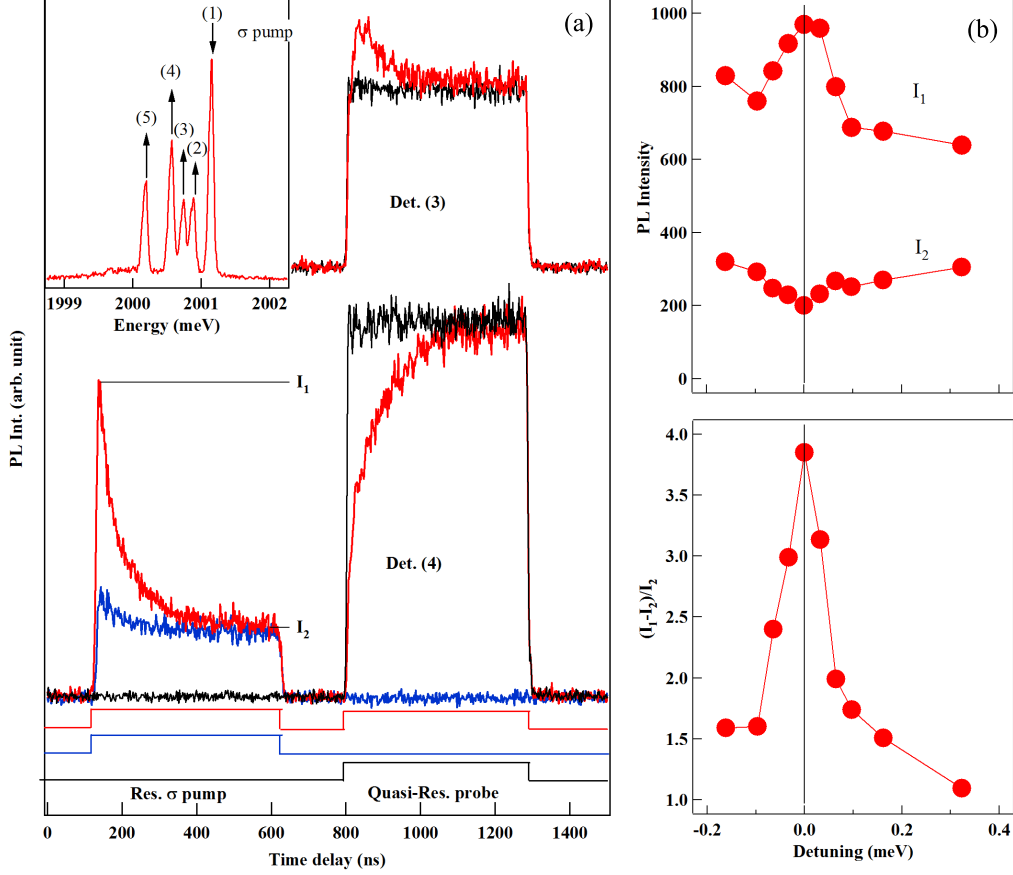 (a)
(1)
σ pump
(4)
(5)
(3)
(2)
1999
2000
2001
2002
Energy (meV)
Det. (3)
I1
I2
Det. (4)
PL Int. (arb. unit)
Res. σ pump
Quasi-Res. probe
0
200
400
600
800
1000
1200
1400
Time delay (ns)
(b)
1000
800
600
400
200
0
PL Intensity
I1
I2
4.0
3.5
3.0
2.5
2.0
1.5
1.0
(I1-I2)/I2
-0.2
0.0
0.2
0.4
Detuning (meV)